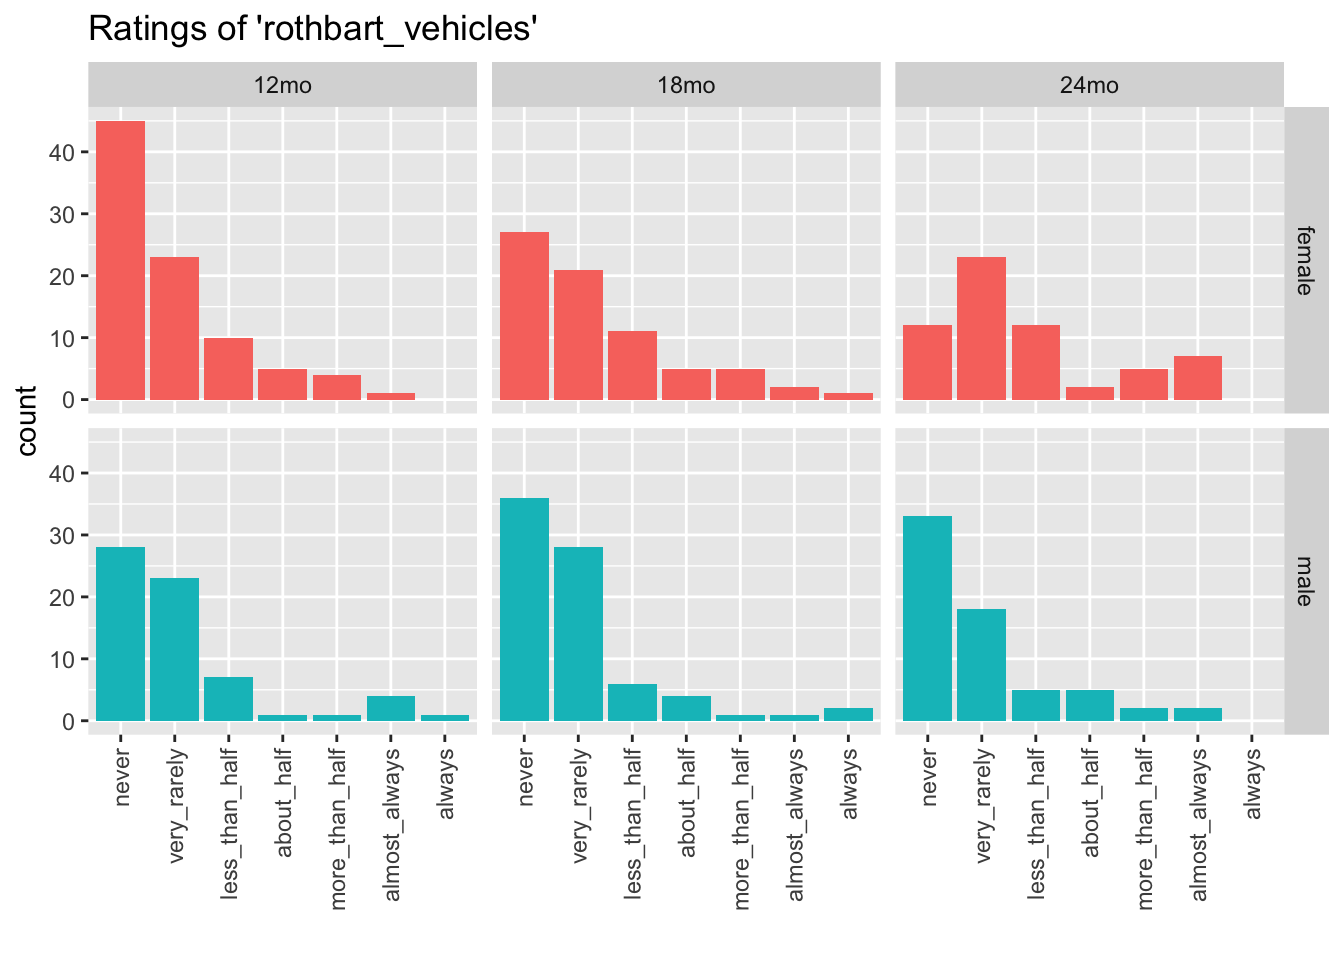 Ratings of 'rothbart_vehicles'
12mo 18mo 24mo
count
40
30
20
10
0
female
40
30
20
10
0
male
never very_rarely less_than_half about_half more_than_half almost_always always
never very_rarely less_than_half about_half more_than_half almost_always always
never very_rarely less_than_half about_half more_than_half almost_always always